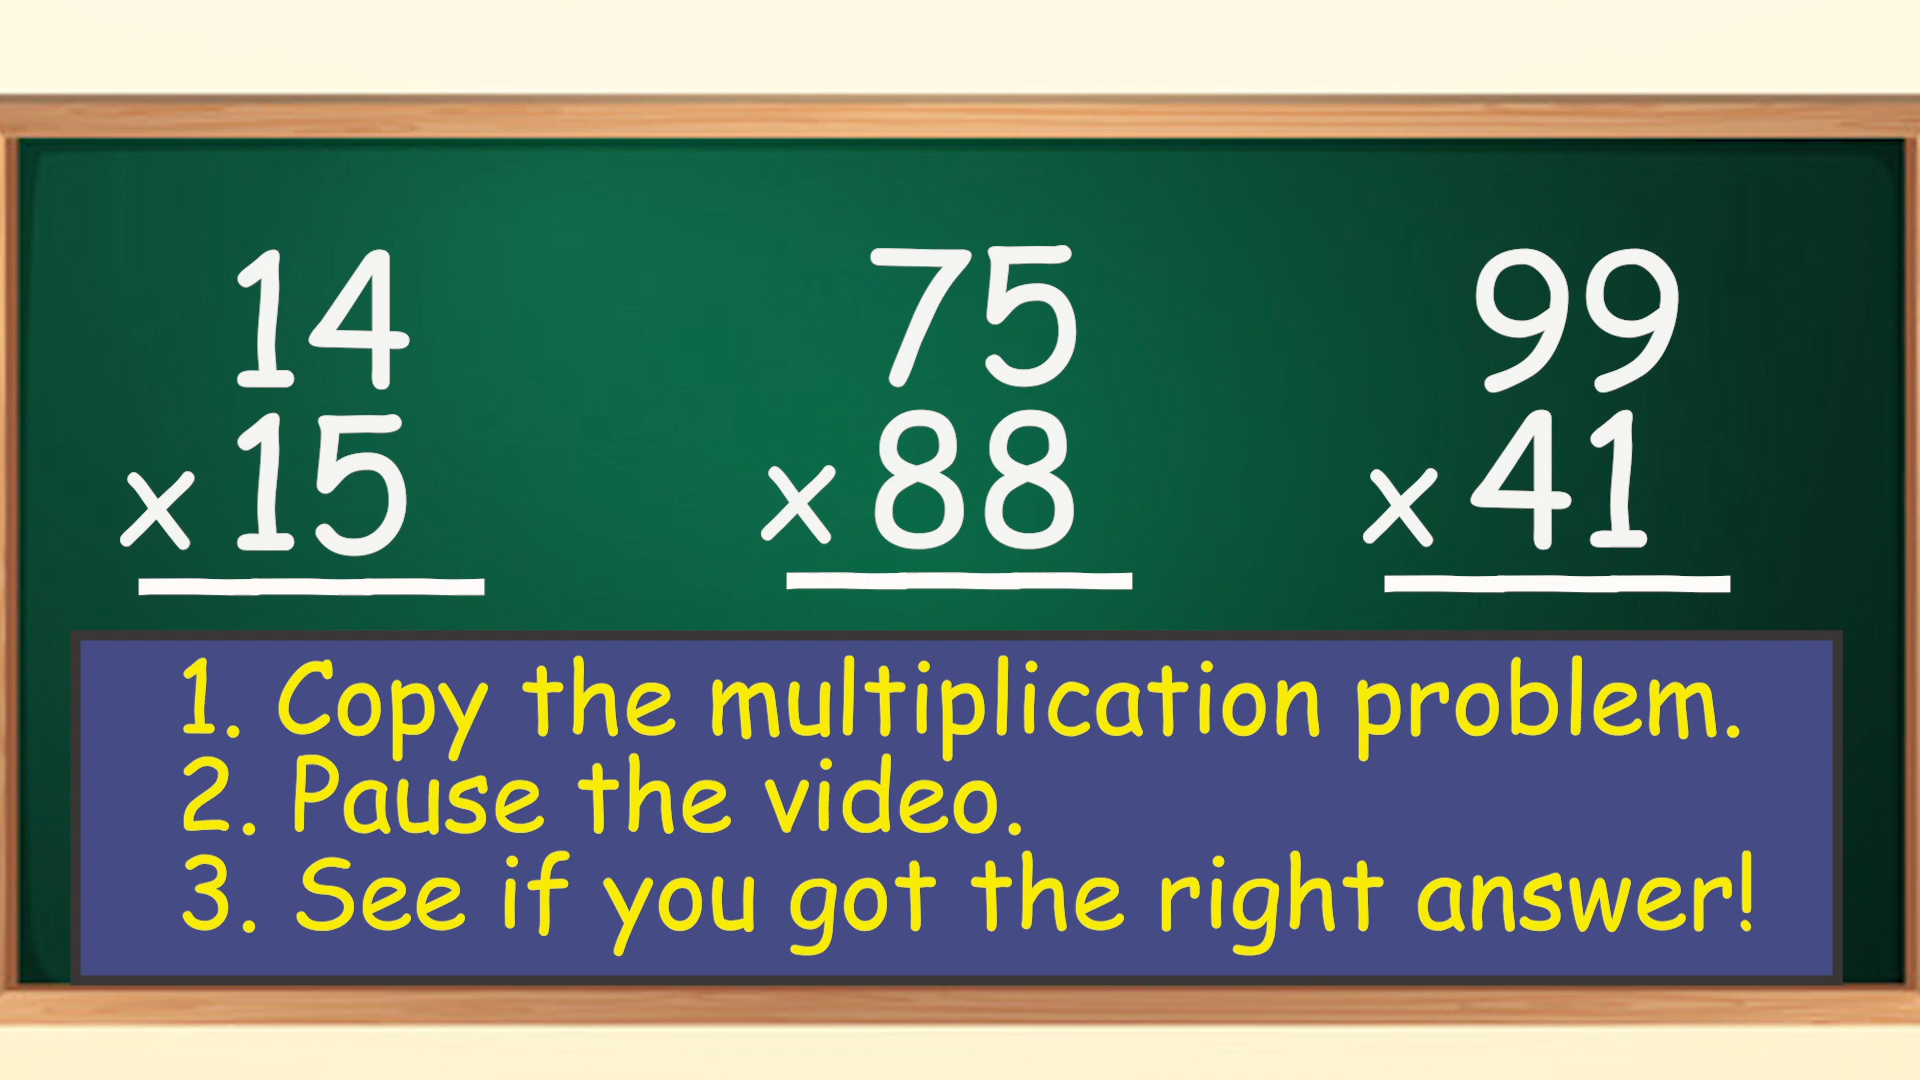 14
x 15
75
x 88
99
x 41
1. Copy the multiplication problem.
2. Pause the video.
3. See if you got the right answer!